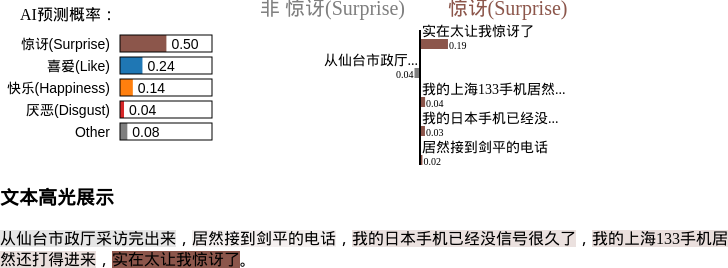 AI预测概率：
惊讶(Surprise) 0.50
喜爱(Like) 0.24
快乐(Happiness) 0.14
厌恶(Disgust) 0.04
Other 0.08
非 惊讶(Surprise) 惊讶(Surprise)
实在太让我惊讶了
0.19
从仙台市政厅...
0.04
我的上海133手机居然...
0.04
我的日本手机已经没...
0.03
居然接到剑平的电话
0.02
文本高光展示
从仙台市政厅采访完出来，居然接到剑平的电话，我的日本手机已经没信号很久了，我的上海133手机居
然还打得进来，实在太让我惊讶了。